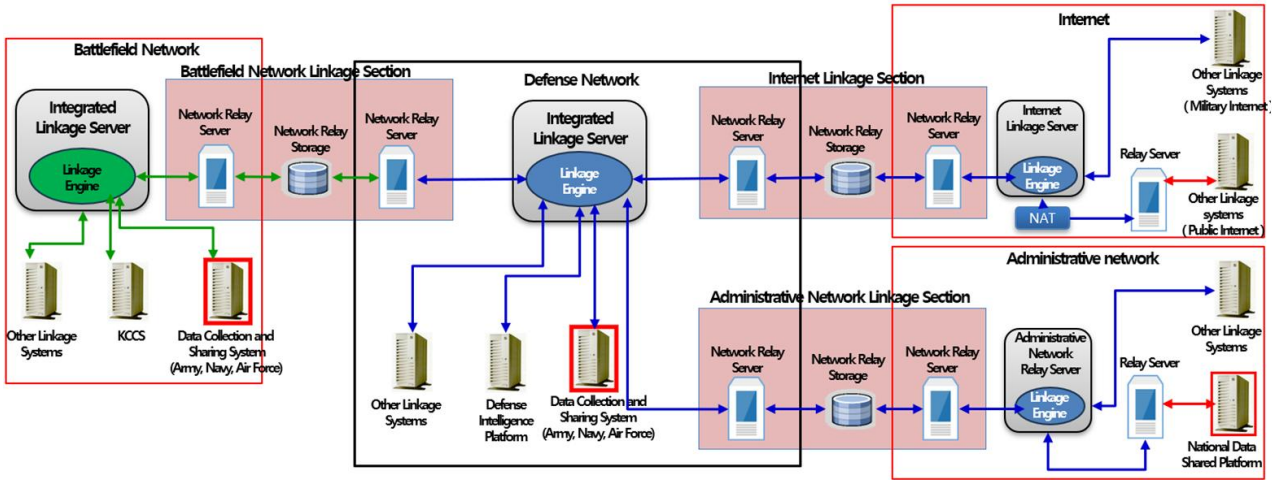 Battlefield Network
Integrated
Linkage Server
Linkage
Engine
Other Linkage
Systems
KCCS
Data Collection and
Sharing System
(Army, Navy, Air Force)
Battlefield Network Linkage Section
Network Relay
Server
Network Relay
Storage
Network Relay
Server
Defense Network
Integrated
Linkage Server
Linkage
Engine
Other Linkage
Systems
Defense
Intelligence
Platform
Data Collection and
Sharing System
(Army, Navy, Air Force)
Internet Linkage Section
Network Relay
Server
Network Relay
Storage
Network Relay
Server
Internet
Internet
Linkage Server
Linkage
Engine
NAT
Relay Server
Other Linkage
Systems
( Military Internet )
Other Linkage
systems
( Public Internet )
Administrative Network Linkage Section
Network Relay
Server
Network Relay
Storage
Network Relay
Server
Administrative network
Administrative
Network
Relay Server
Linkage
Engine
Relay Server
Other Linkage
Systems
National Data
Shared Platform